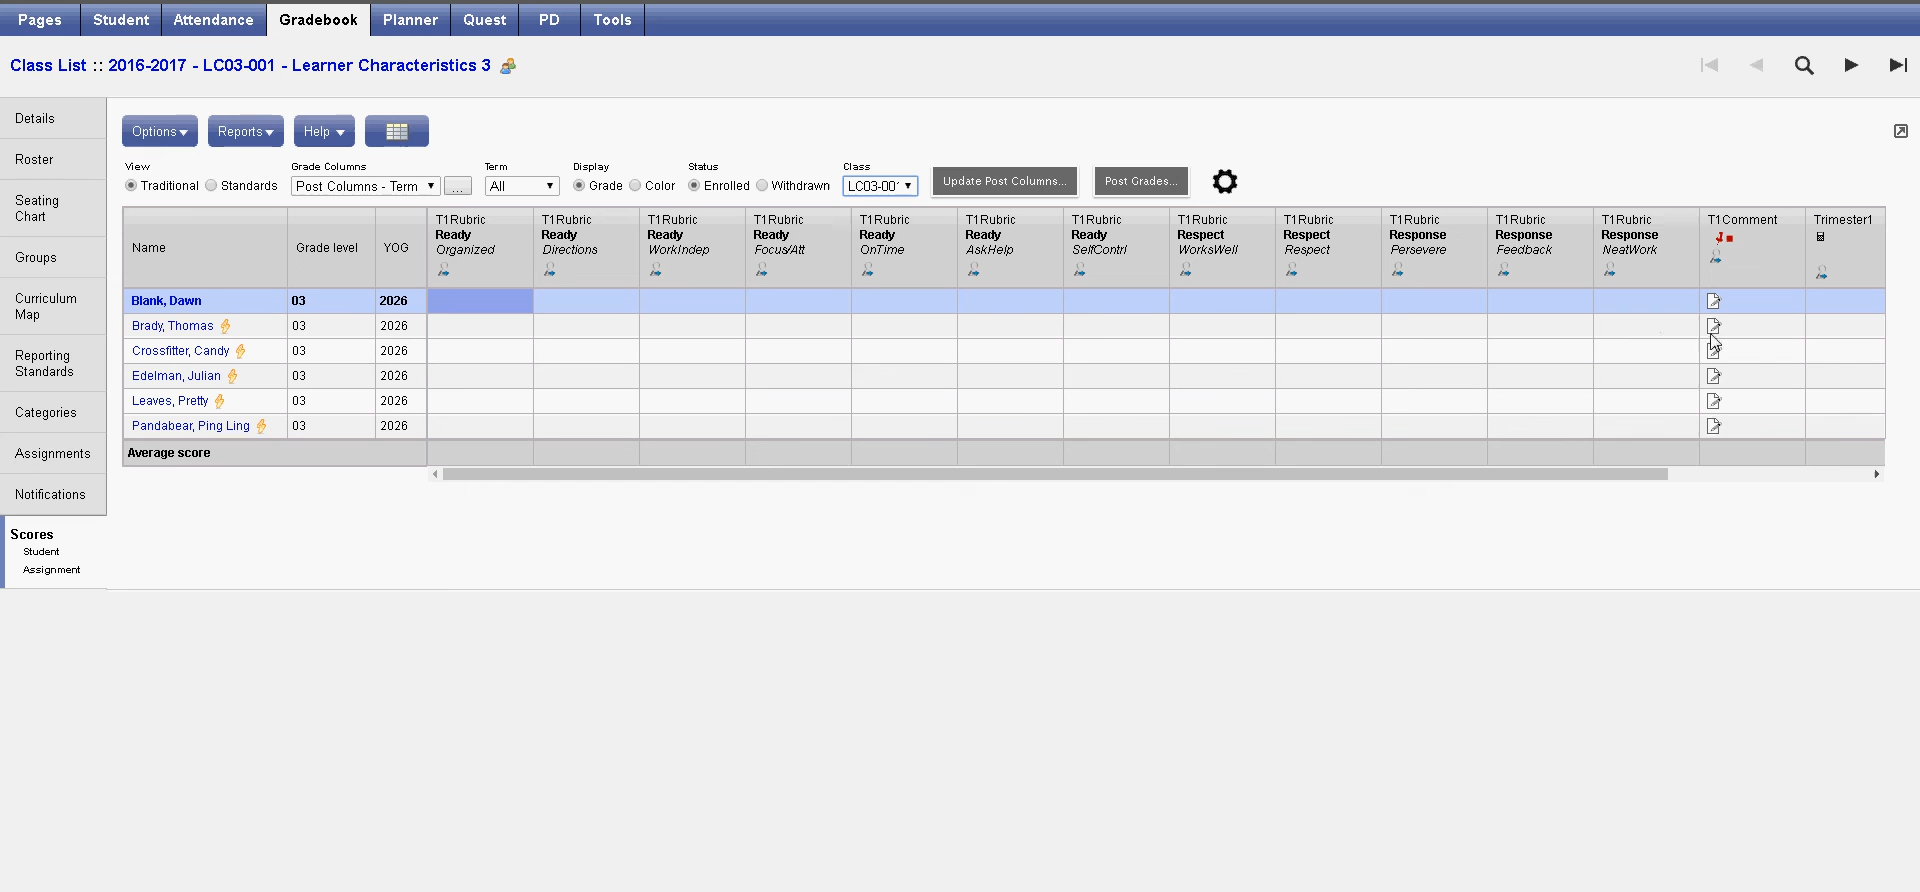 Pages Student Attendance Gradebook Planner Quest PD Tools
Class List :: 2016-2017 - LC03-001 - Learner Characteristics 3
Details
Roster
Seating
Chart
Groups
Curriculum
Map
Reporting
Standards
Categories
Assignments
Notifications
Scores
Student
Assignment
Options Reports Help
View Grade Columns Term Display Status Class
Traditional Standards Post Columns - Term ... All Grade Color Enrolled Withdrawn LC03-00 Update Post Columns... Post Grades...
Name Grade level YOG
T1Rubric T1Rubric T1Rubric T1Rubric T1Rubric T1Rubric T1Rubric T1Rubric T1Rubric T1Rubric T1Rubric T1Rubric T1Comment Trimester1
Ready Ready Ready Ready Ready Ready Ready Respect Respect Response Response Response
Organized Directions WorkIndep Focus/Att OnTime AskHelp SelfContrl WorksWell Respect Persevere Feedback NeatWork
Blank, Dawn 03 2026
Brady, Thomas 03 2026
Crossfitter, Candy 03 2026
Edelman, Julian 03 2026
Leaves, Pretty 03 2026
Pandabear, Ping Ling 03 2026
Average score